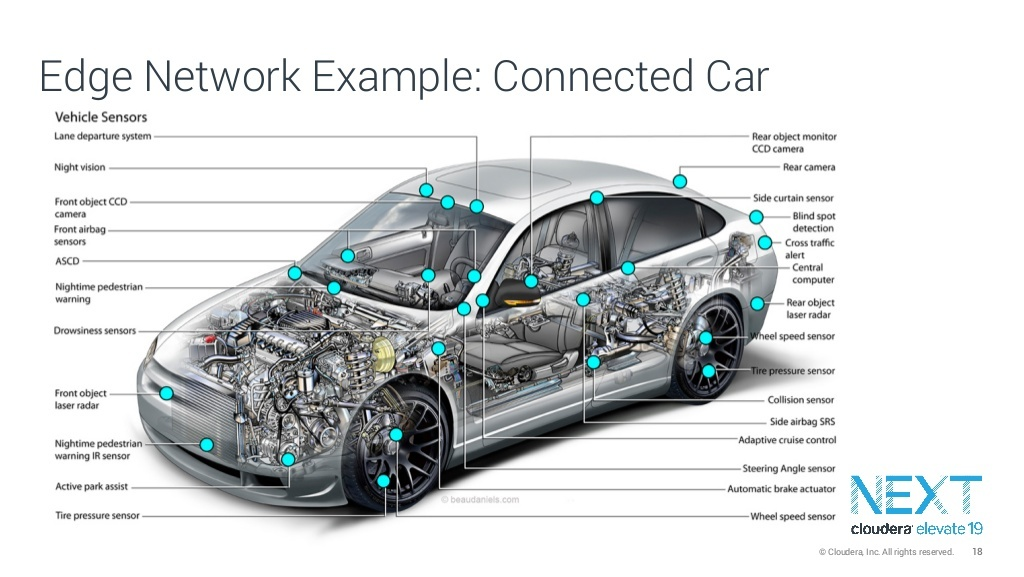 Edge Network Example: Connected Car
Vehicle Sensors
Lane departure system
Night vision
Front object CCD
camera
Front airbag
sensors
ASCD
Nightime pedestrian
warning
Drowsiness sensors
Front object
laser radar
Nightime pedestrian
warning IR sensor
Active park assist
Tire pressure sensor
Rear object monitor
CCD camera
Rear camera
Side curtain sensor
Blind spot
detection
Cross traffic
alert
Central
computer
Rear object
laser radar
Wheel speed sensor
Tire pressure sensor
Collision sensor
Side airbag SRS
Adaptive cruise control
Steering Angle sensor
Automatic brake actuator
Wheel speed sensor
© beaudaniels.com
NEXT
cloudera elevate 19
© Cloudera, Inc. All rights reserved. 18